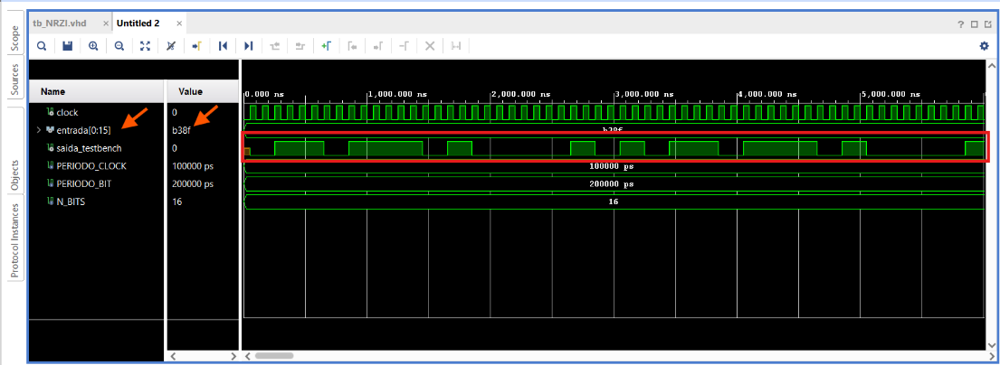 tb_NRZI.vhd × Untitled 2 ×
? 
Scope
Sources
Objects
Protocol Instances
Name Value
0.000 ns 1,000.000 ns 2,000.000 ns 3,000.000 ns 4,000.000 ns 5,000.000 ns
clock 0
entrada[0:15] b38f b38f
saida_testbench 0
PERIODO_CLOCK 100000 ps 100000 ps
PERIODO_BIT 200000 ps 200000 ps
N_BITS 16 16